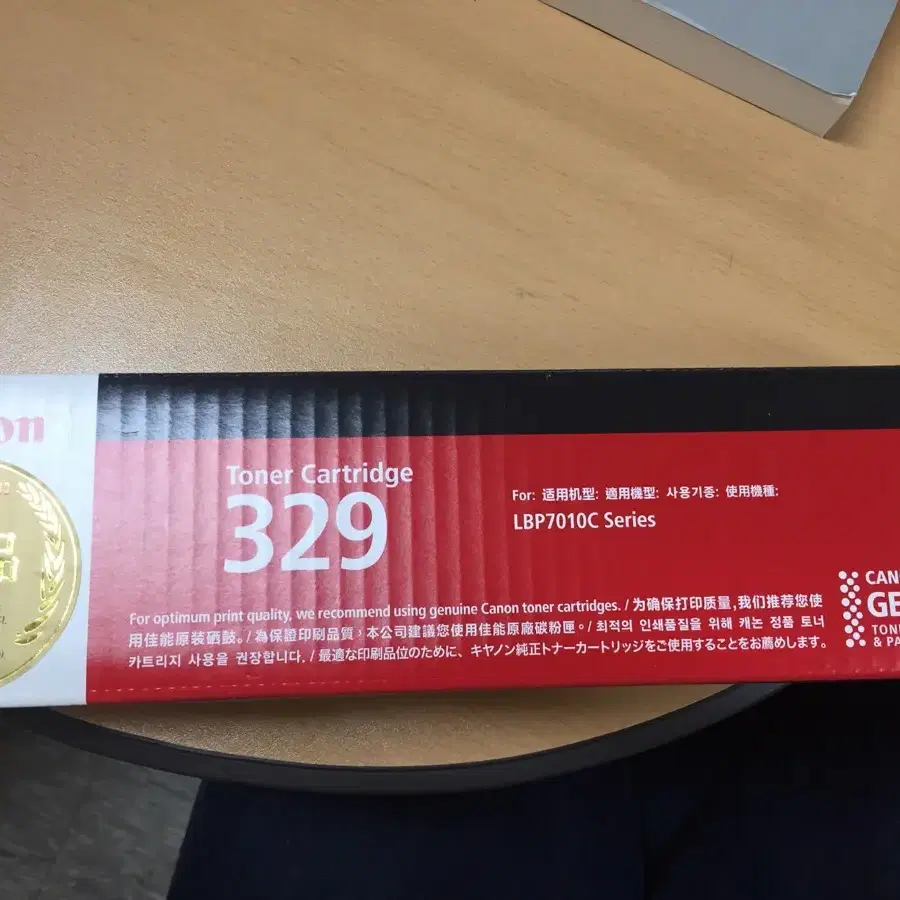 on
Toner Cartridge
329
For: 适用机型: 適用機型: 사용기종: 使用機種:
LBP7010C Series
For optimum print quality, we recommend using genuine Canon toner cartridges. / 为确保打印质量,我们推荐您使
用佳能原装硒鼓。/ 為保證印刷品質,本公司建議您使用佳能原廠碳粉匣。/ 최적의 인쇄품질을 위해 캐논 정품 토너
카트리지 사용을 권장합니다. / 最適な印刷品位のために、キヤノン純正トナーカートリッジをご使用することをお薦めします。
CAN
GE
TON
& PA